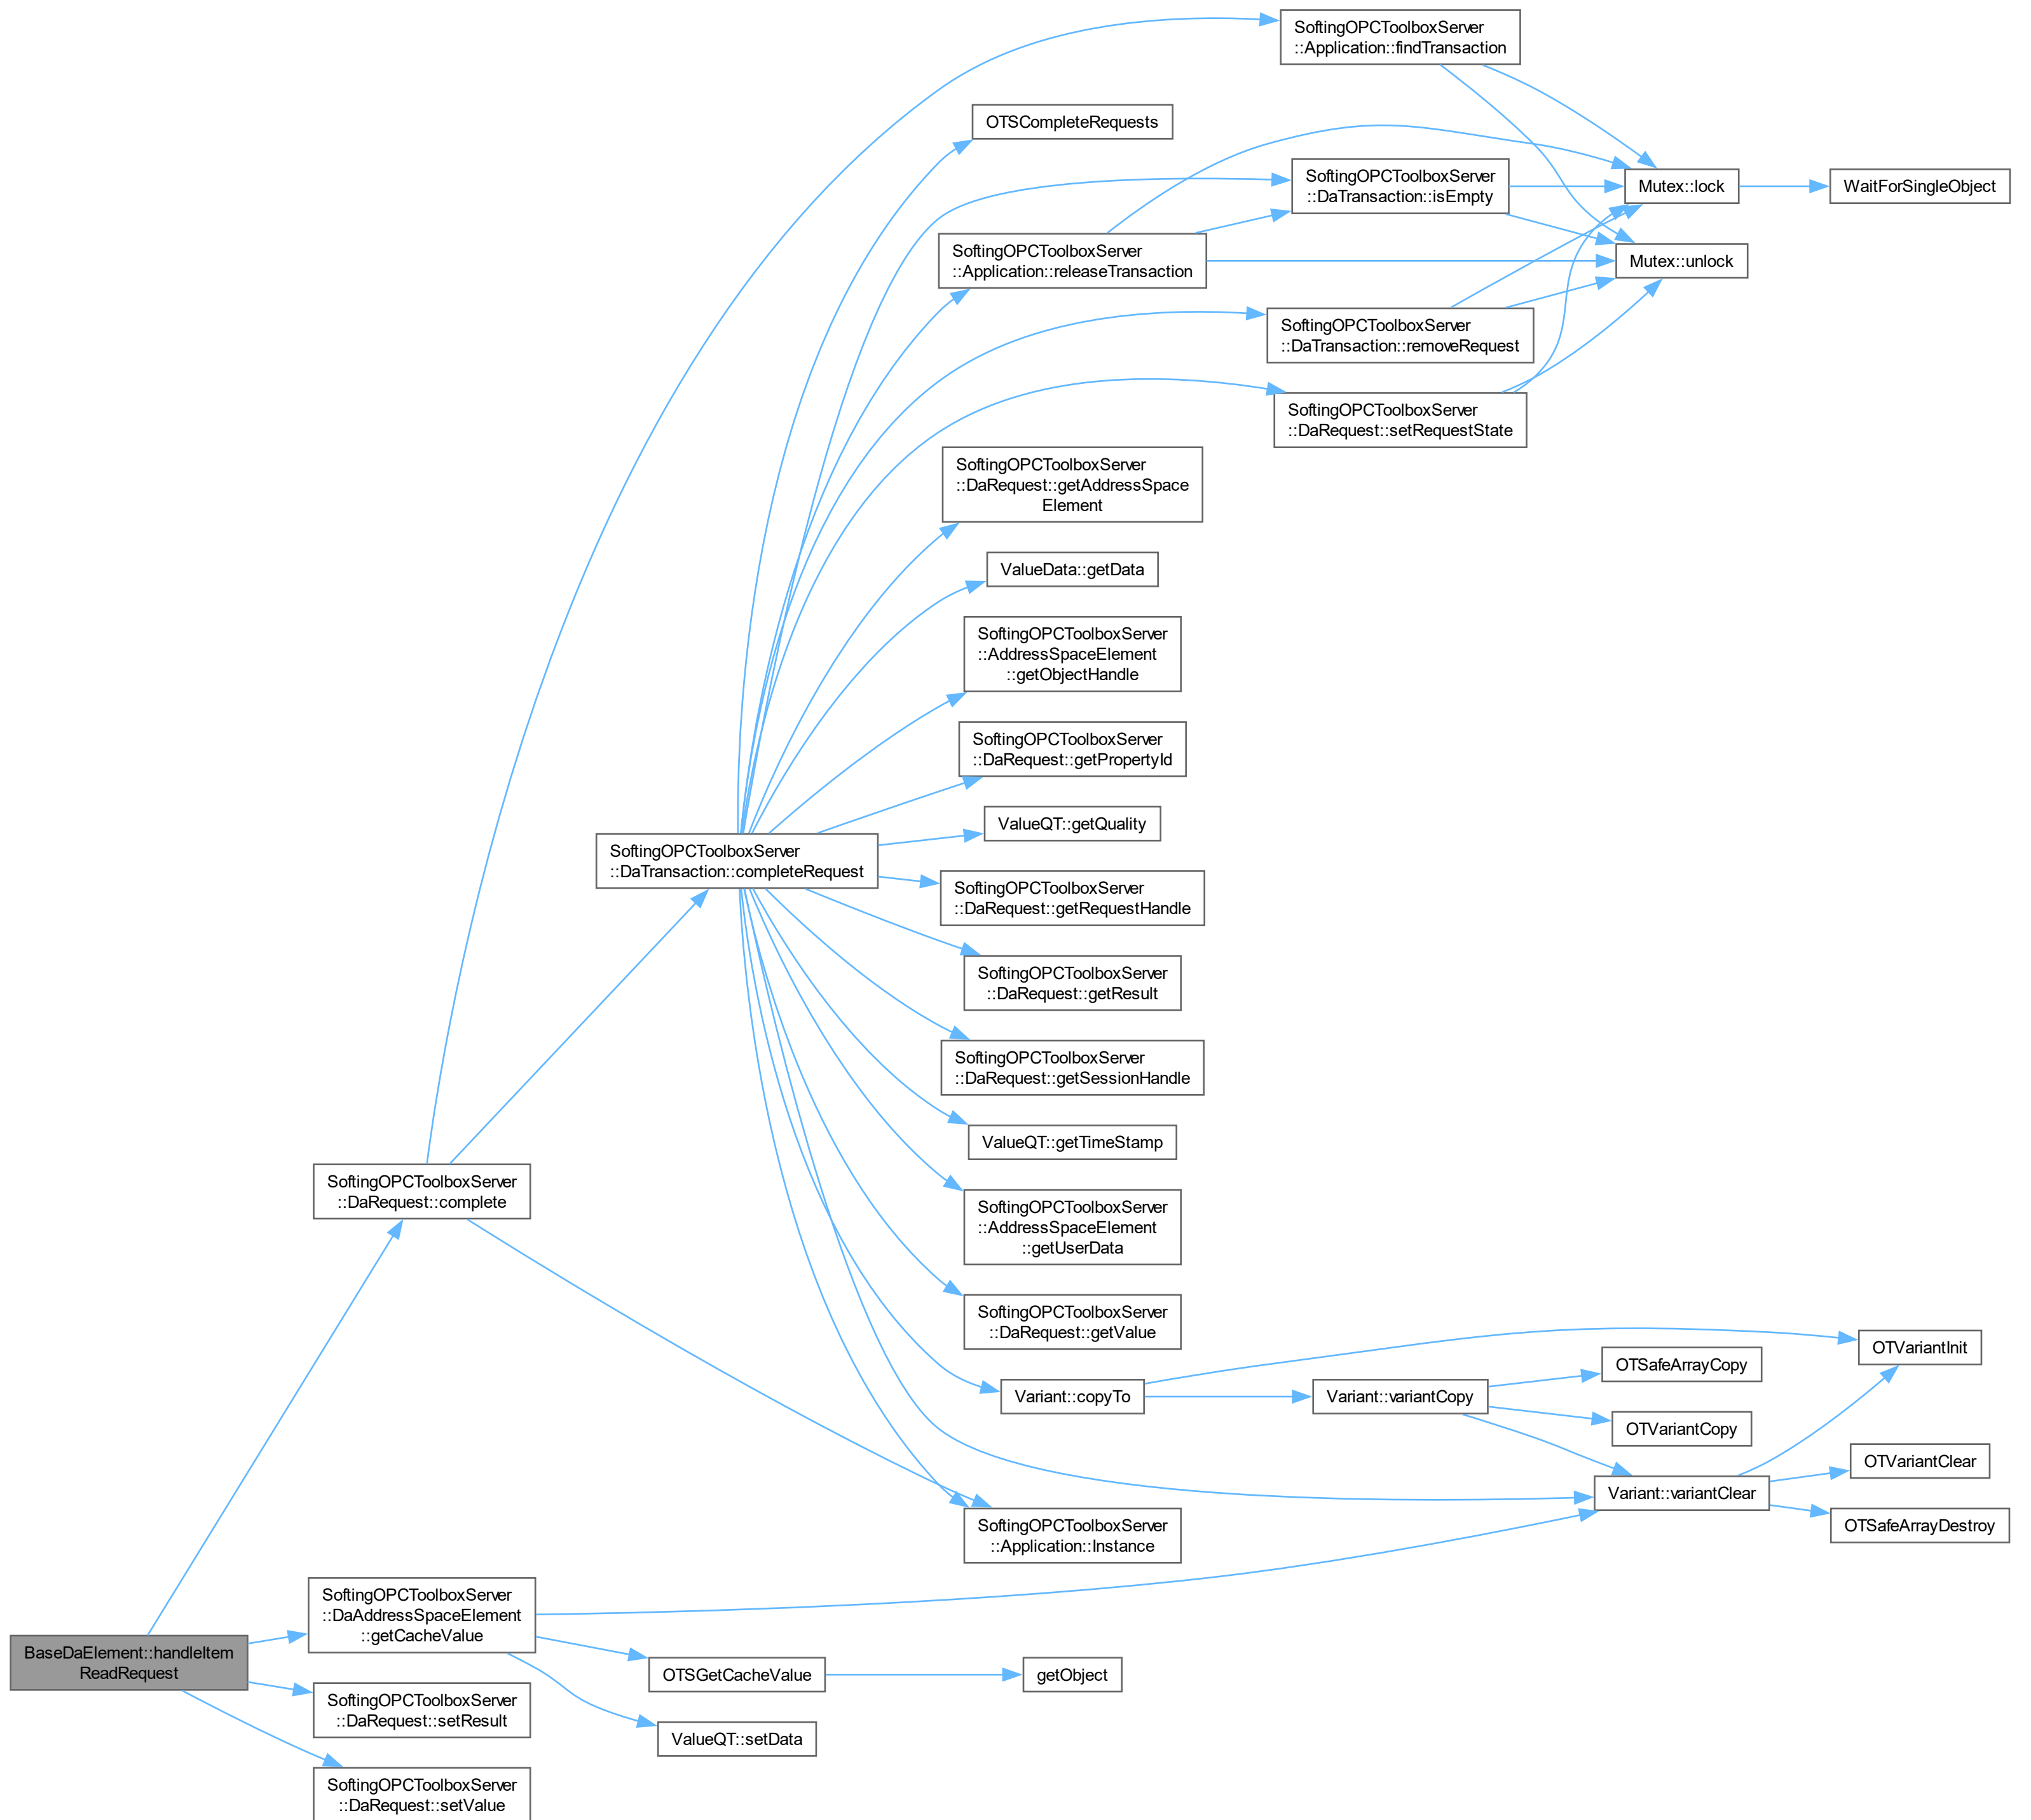 SoftingOPCToolboxServer
::Application::findTransaction
OTSCompleteRequests
SoftingOPCToolboxServer
::DaTransaction::isEmpty
Mutex::lock
WaitForSingleObject
SoftingOPCToolboxServer
::Application::releaseTransaction
Mutex::unlock
SoftingOPCToolboxServer
::DaTransaction::removeRequest
SoftingOPCToolboxServer
::DaRequest::setRequestState
SoftingOPCToolboxServer
::DaRequest::getAddressSpace
Element
ValueData::getData
SoftingOPCToolboxServer
::AddressSpaceElement
::getObjectHandle
SoftingOPCToolboxServer
::DaRequest::getPropertyId
ValueQT::getQuality
SoftingOPCToolboxServer
::DaTransaction::completeRequest
SoftingOPCToolboxServer
::DaRequest::getRequestHandle
SoftingOPCToolboxServer
::DaRequest::getResult
SoftingOPCToolboxServer
::DaRequest::getSessionHandle
ValueQT::getTimeStamp
SoftingOPCToolboxServer
::DaRequest::complete
SoftingOPCToolboxServer
::AddressSpaceElement
::getUserData
SoftingOPCToolboxServer
::DaRequest::getValue
OTVariantInit
OTSafeArrayCopy
Variant::copyTo
Variant::variantCopy
OTVariantCopy
OTVariantClear
Variant::variantClear
OTSafeArrayDestroy
SoftingOPCToolboxServer
::Application::Instance
SoftingOPCToolboxServer
::DaAddressSpaceElement
::getCacheValue
BaseDaElement::handleItem
ReadRequest
OTSGetCacheValue
getObject
SoftingOPCToolboxServer
::DaRequest::setResult
ValueQT::setData
SoftingOPCToolboxServer
::DaRequest::setValue